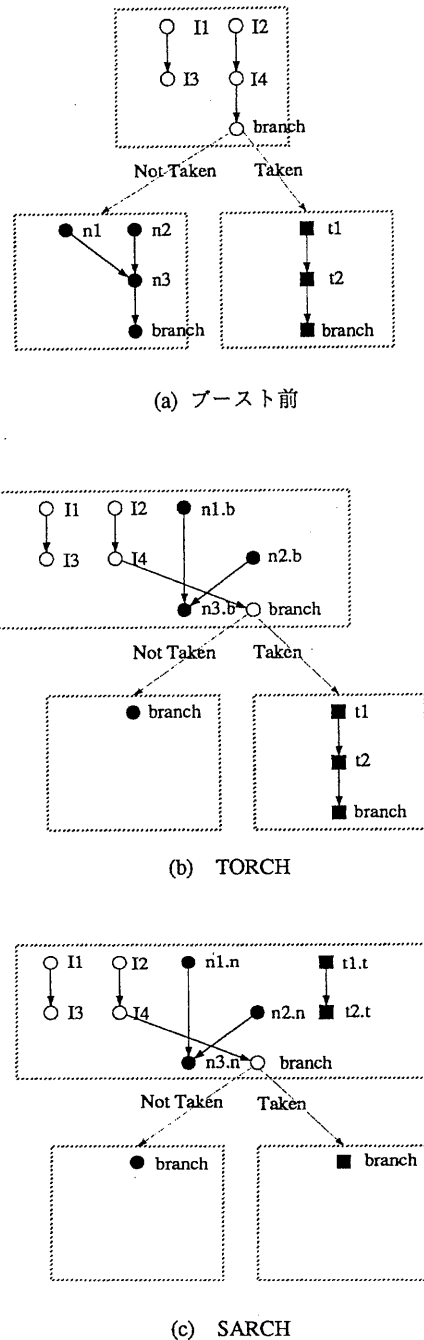 I1 I2
I3 I4
branch
Not Taken Taken
n1 n2 t1
n3 t2
branch branch
(a) ブースト前
I1 I2 n1.b
I3 I4 n2.b
n3.b branch
Not Taken Taken
branch t1
t2
branch
(b) TORCH
I1 I2 n1.n t1.t
I3 I4 n2.n t2.t
n3.n branch
Not Taken Taken
branch branch
(c) SARCH